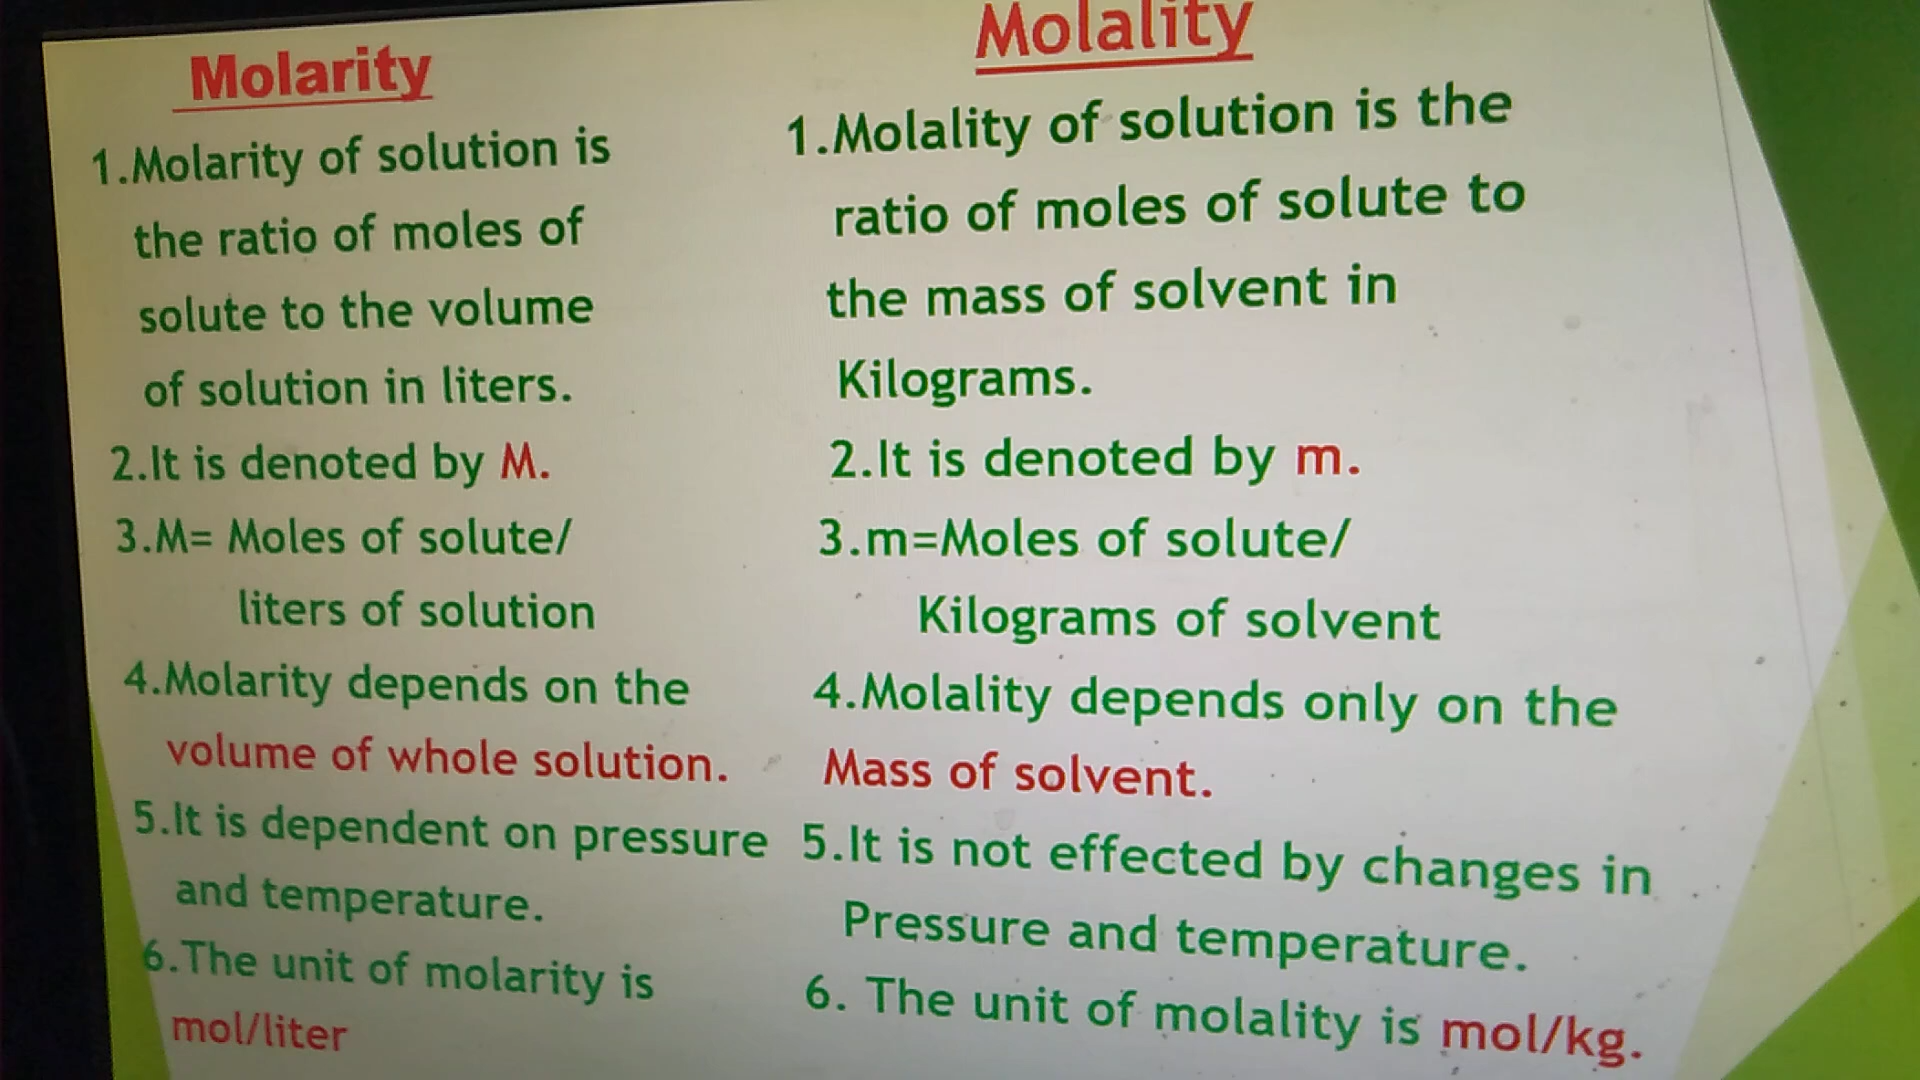 Molarity
1.Molarity of solution is
the ratio of moles of
solute to the volume
of solution in liters.
2.It is denoted by M.
3.M= Moles of solute/
liters of solution
4.Molarity depends on the
volume of whole solution.
5.It is dependent on pressure
and temperature.
6.The unit of molarity is
mol/liter
Molality
1.Molality of solution is the
ratio of moles of solute to
the mass of solvent in
Kilograms.
2.It is denoted by m.
3.m=Moles of solute/
Kilograms of solvent
4.Molality depends only on the
Mass of solvent.
5.It is not effected by changes in
Pressure and temperature.
6. The unit of molality is mol/kg.